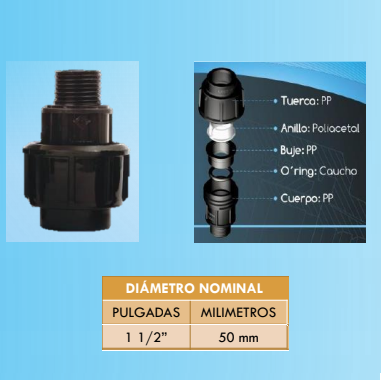 Tuerca: PP
Anillo: Poliacetal
Buje: PP
O'ring: Caucho
Cuerpo: PP
DIÁMETRO NOMINAL
PULGADAS MILIMETROS
1 1/2” 50 mm